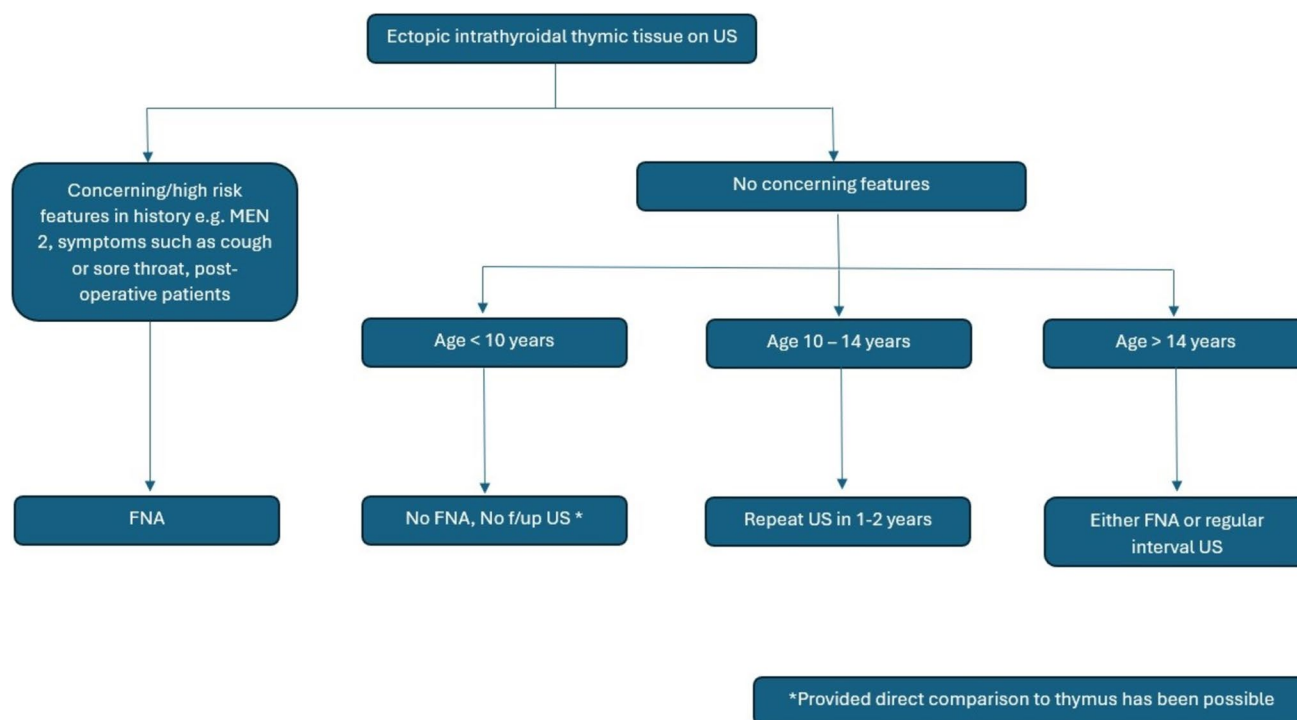 Ectopic intrathyroidal thymic tissue on US
Concerning/high risk
features in history e.g. MEN
2, symptoms such as cough
or sore throat, post-
operative patients
No concerning features
Age < 10 years
Age 10 – 14 years
Age > 14 years
FNA
No FNA, No f/up US *
Repeat US in 1-2 years
Either FNA or regular
interval US
*Provided direct comparison to thymus has been possible